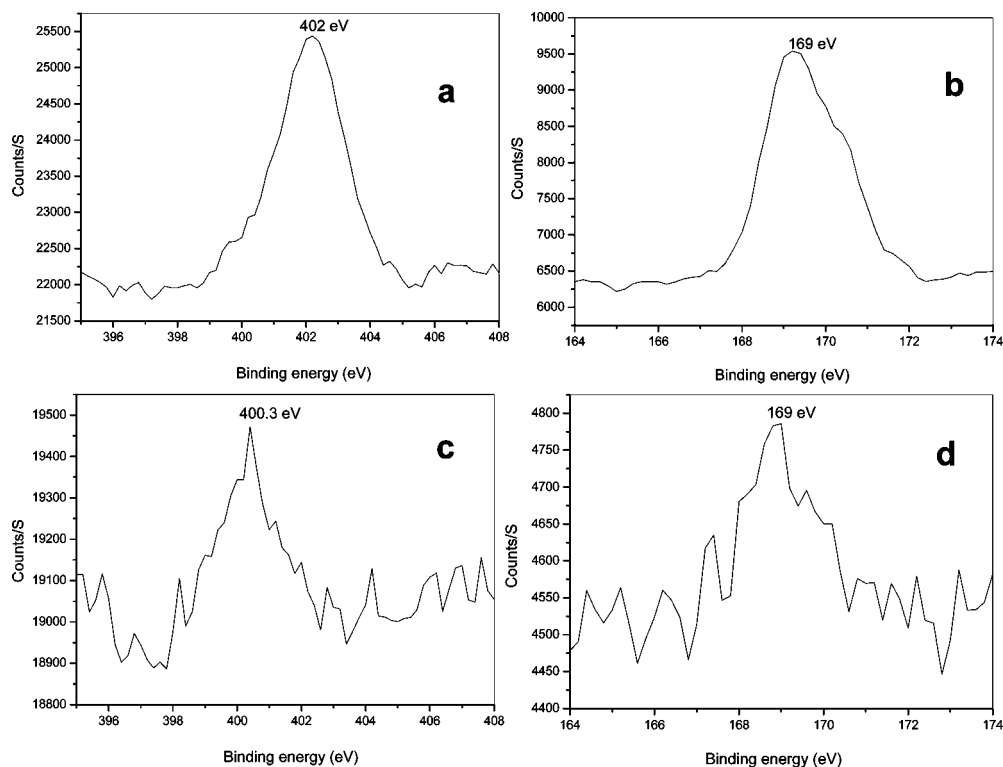 402 eV
a
Counts/S
25500
25000
24500
24000
23500
23000
22500
22000
21500
396 398 400 402 404 406 408
Binding energy (eV)
169 eV
b
Counts/S
10000
9500
9000
8500
8000
7500
7000
6500
6000
164 166 168 170 172 174
Binding energy (eV)
400.3 eV
c
Counts/S
19500
19400
19300
19200
19100
19000
18900
18800
396 398 400 402 404 406 408
Binding energy (eV)
169 eV
d
Counts/S
4800
4750
4700
4650
4600
4550
4500
4450
4400
164 166 168 170 172 174
Binding energy (eV)